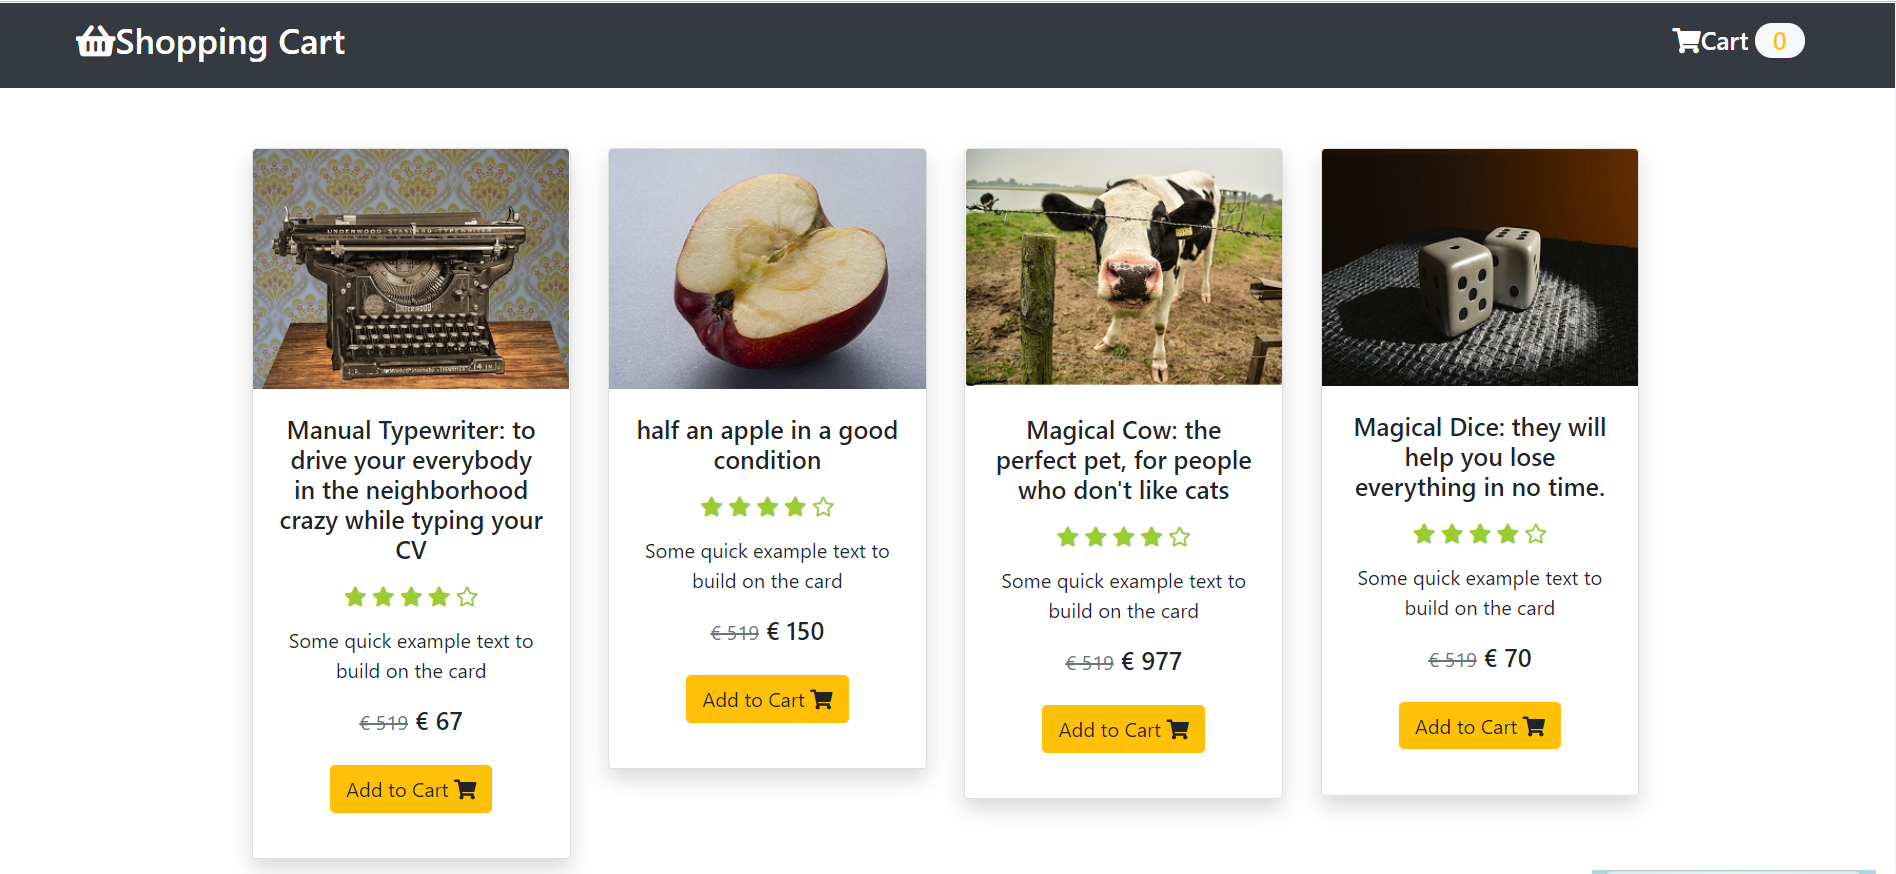 Shopping Cart
Cart 0
UNDERWOOD STANDARD TYPEWRITER
UNDERWOOD
Manual Typewriter: to
drive your everybody
in the neighborhood
crazy while typing your
CV
Some quick example text to
build on the card
€ 519 € 67
Add to Cart
half an apple in a good
condition
Some quick example text to
build on the card
€ 519 € 150
Add to Cart
Magical Cow: the
perfect pet, for people
who don't like cats
Some quick example text to
build on the card
€ 519 € 977
Add to Cart
Magical Dice: they will
help you lose
everything in no time.
Some quick example text to
build on the card
€ 519 € 70
Add to Cart